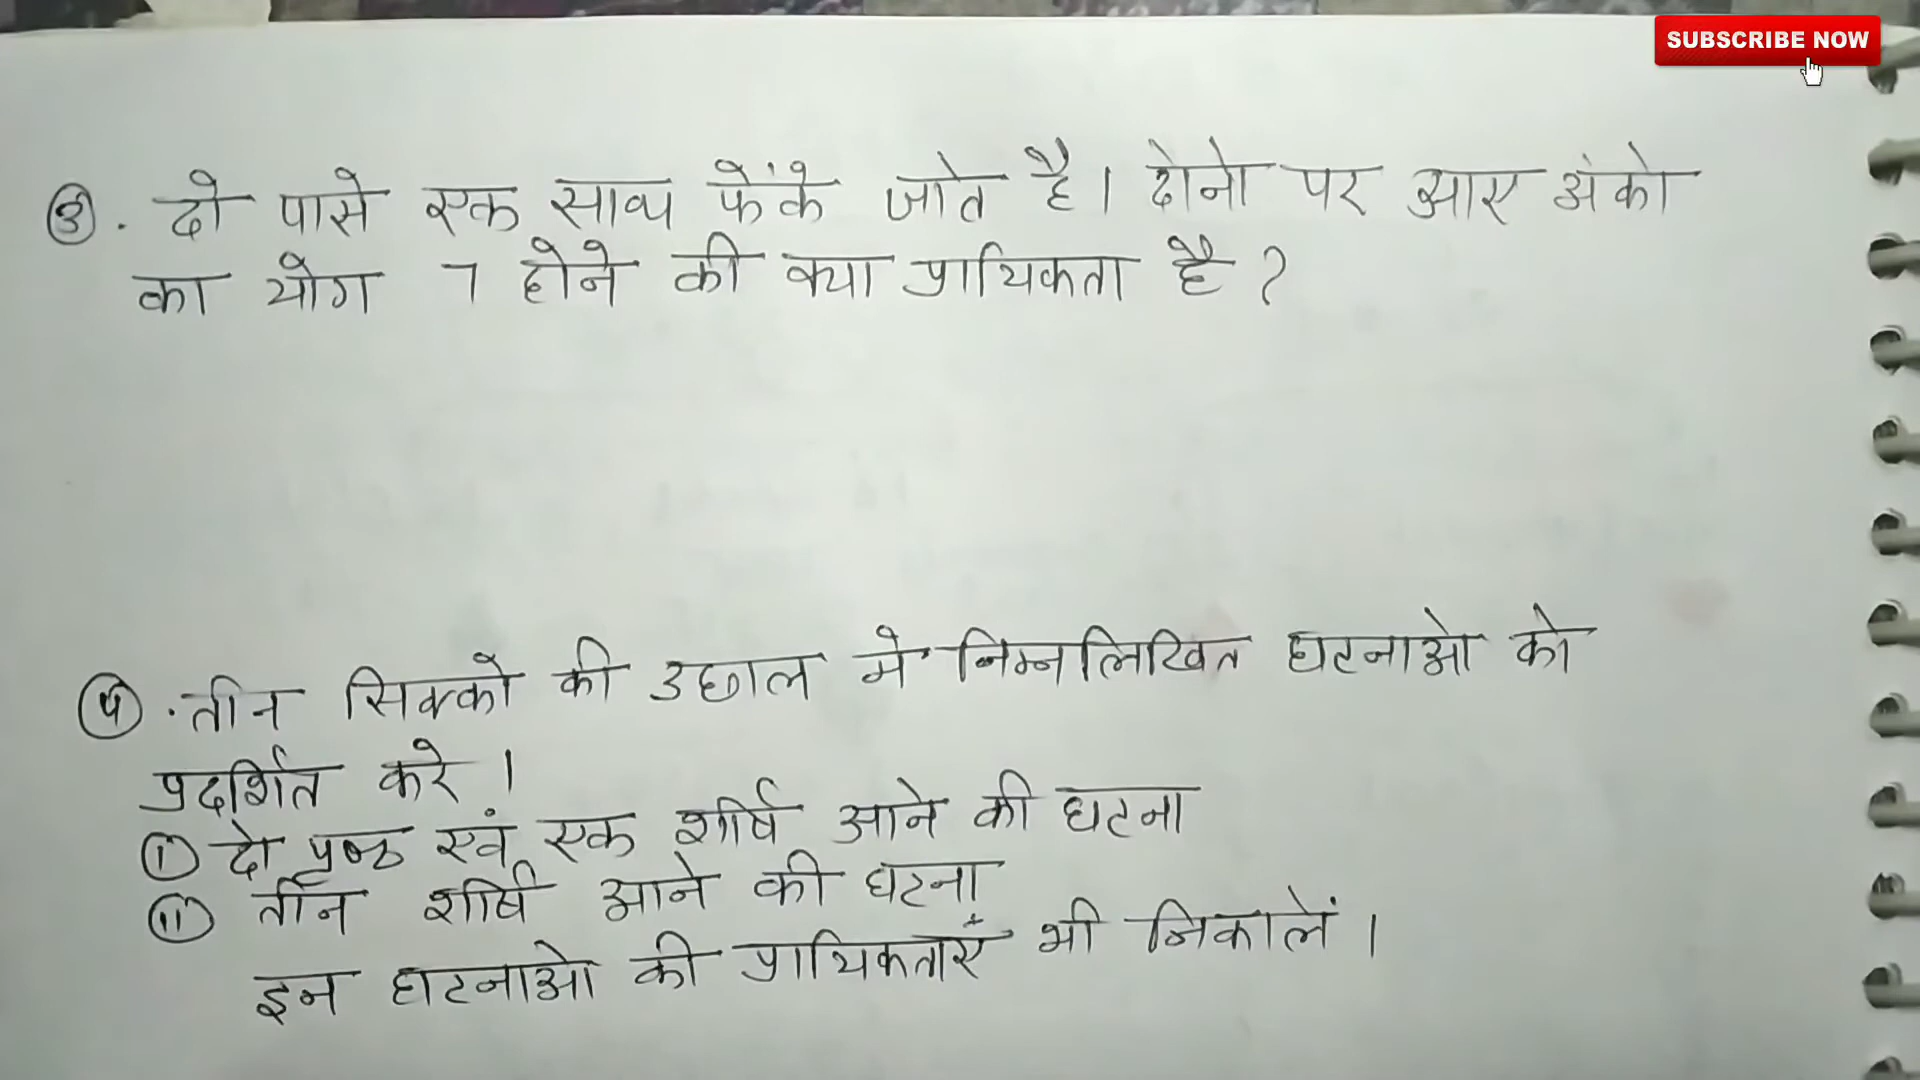 SUBSCRIBE NOW
③. दो पासे एक साथ फेंके जाते है। दोनो पर आए अंको
का योग 7 होने की क्या प्रायिकता है?
④. तीन सिक्को की उछाल मे निम्नलिखित घटनाओ को
प्रदर्शित करे।
(i) दो पृष्ठ एवं एक शीर्ष आने की घटना
(ii) तीन शीर्ष आने की घटना
इन घटनाओ की प्रायिकताएँ भी निकालें।